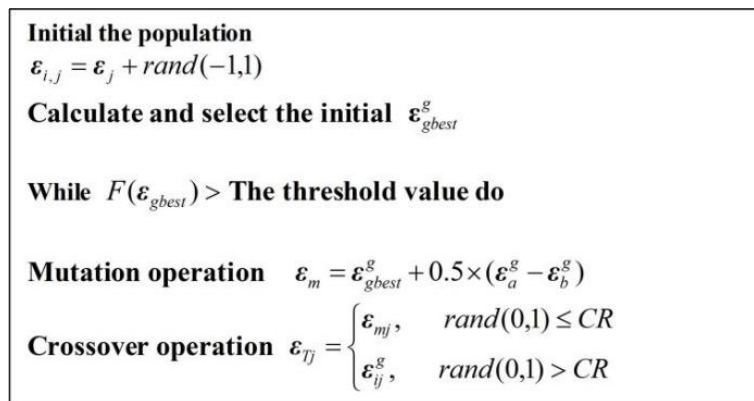 Initial the population
ε_{i,j} = ε_j + rand(-1,1)
Calculate and select the initial ε^g_{gbest}
While F(ε_{gbest}) > The threshold value do
Mutation operation ε_m = ε^g_{gbest} + 0.5×(ε^g_a − ε^g_b)
Crossover operation ε_{Tj} = { ε_{mj}, rand(0,1) ≤ CR
ε^g_{ij}, rand(0,1) > CR